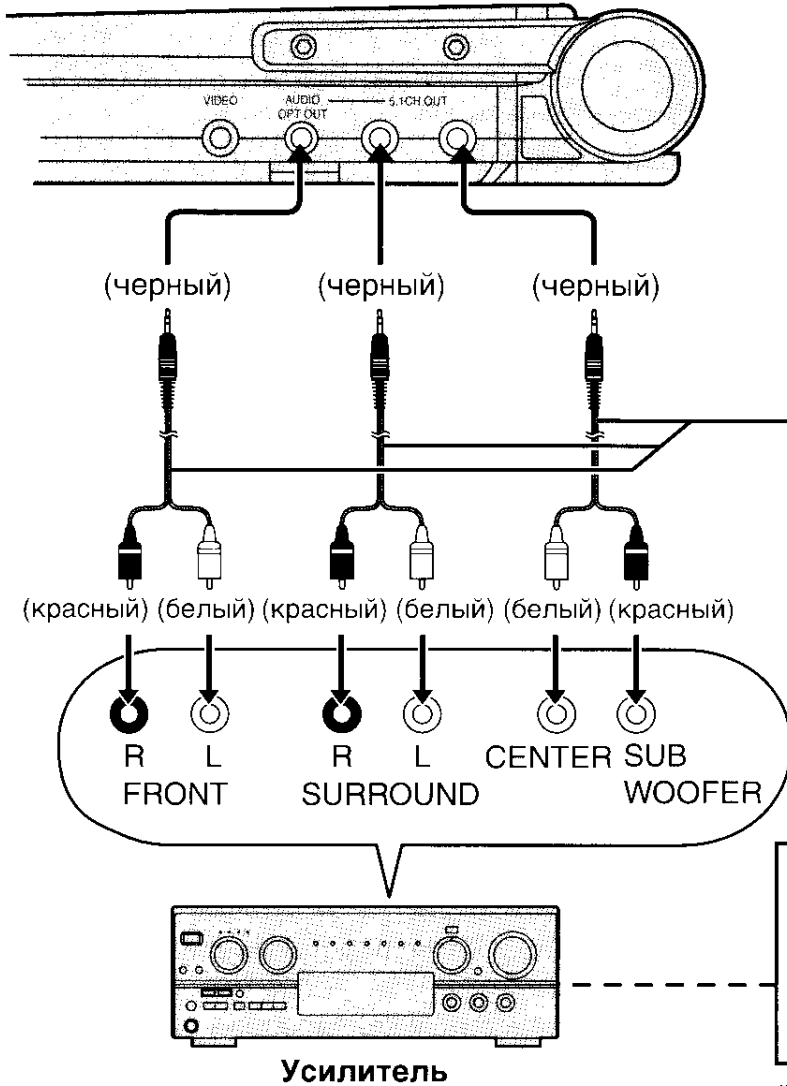 VIDEO AUDIO 5.1CH OUT
OPT OUT
(черный) (черный) (черный)
(красный) (белый) (красный) (белый) (белый) (красный)
R L R L CENTER SUB
FRONT SURROUND WOOFER
Усилитель